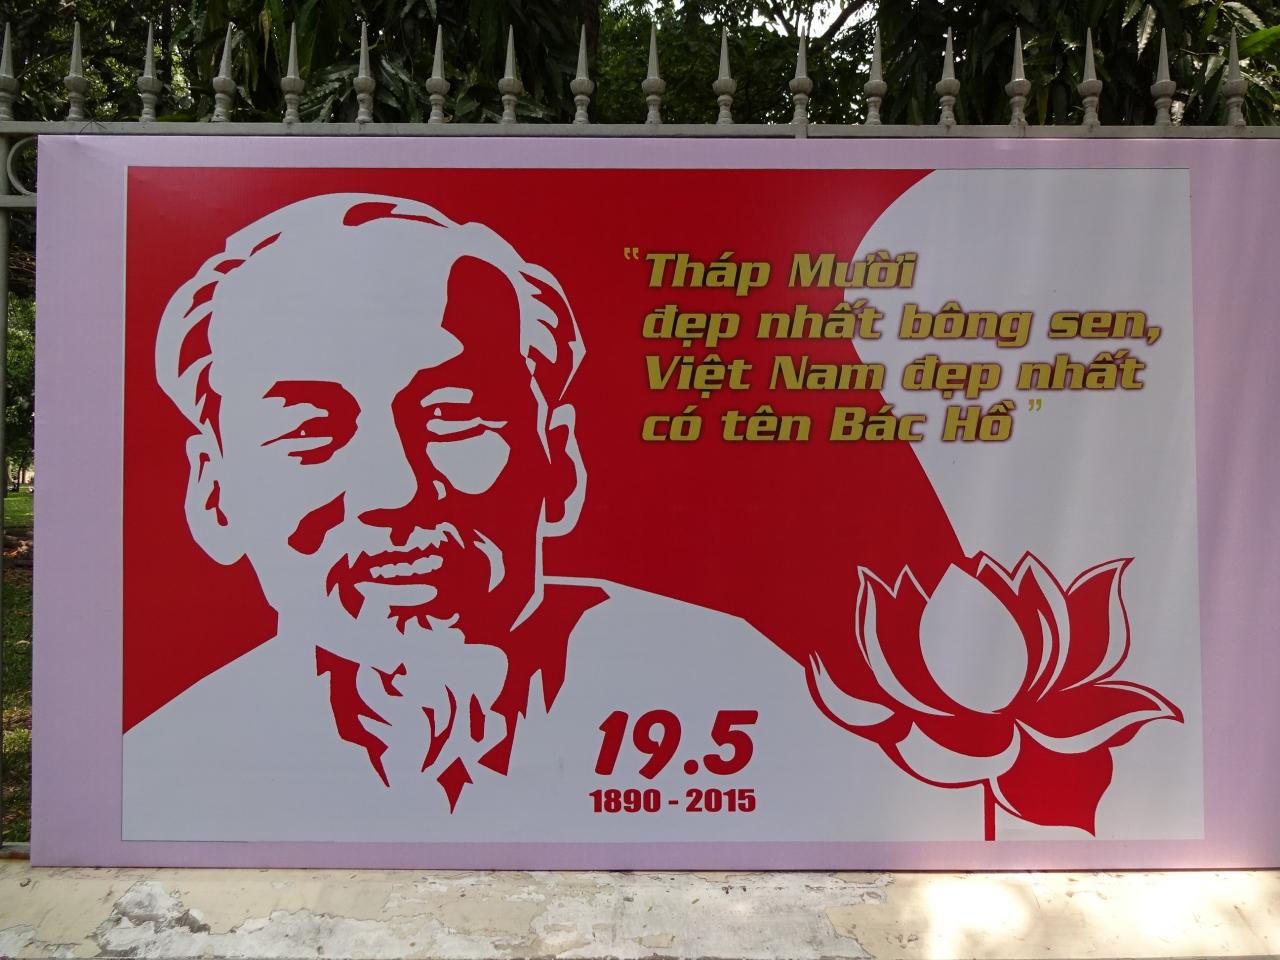 “Tháp Mười
đẹp nhất bông sen,
Việt Nam đẹp nhất
có tên Bác Hồ”
19.5
1890 - 2015